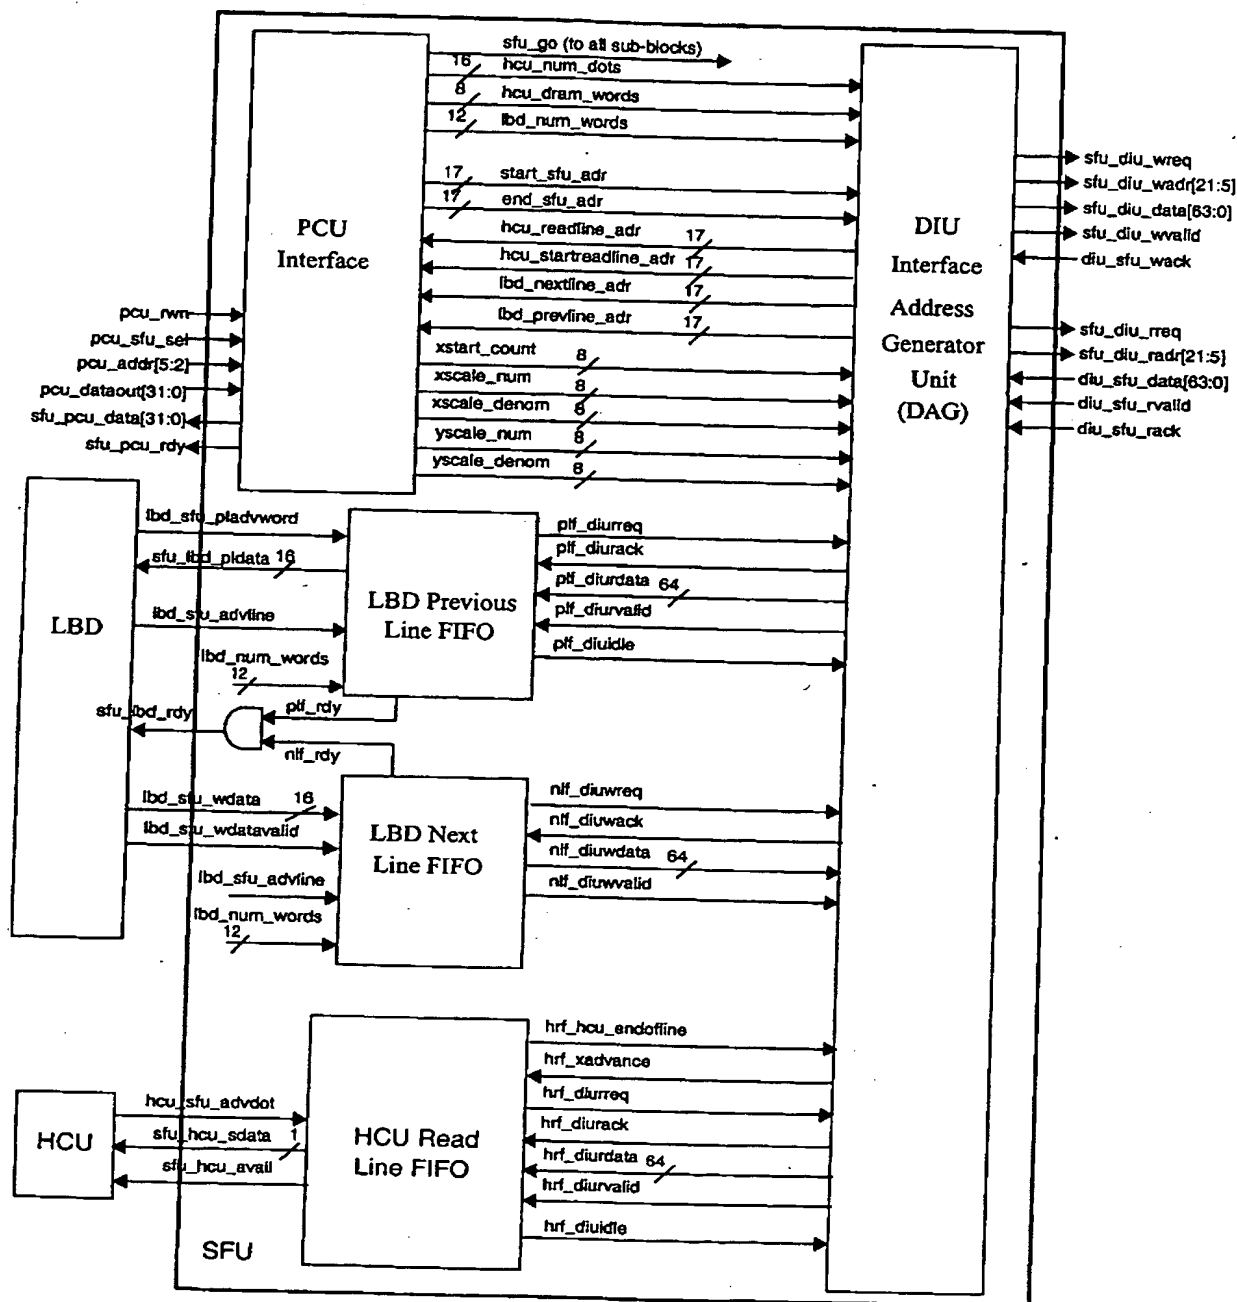 sfu_go (to all sub-blocks)
16
hcu_num_dots
8
hcu_dram_words
12
lbd_num_words
17
start_sfu_adr
17
end_sfu_adr
hcu_readline_adr
17
hcu_startreadline_adr
17
lbd_nextline_adr
17
lbd_prevline_adr
17
xstart_count
8
xscale_num
8
xscale_denom
8
yscale_num
8
yscale_denom
8
PCU
Interface
DIU
Interface
Address
Generator
Unit
(DAG)
sfu_diu_wreq
sfu_diu_wadr[21:5]
sfu_diu_data[63:0]
sfu_diu_wvalid
diu_sfu_wack
sfu_diu_rreq
sfu_diu_radr[21:5]
diu_sfu_data[63:0]
diu_sfu_rvalid
diu_sfu_rack
pcu_rwn
pcu_sfu_sel
pcu_addr[5:2]
pcu_dataout[31:0]
sfu_pcu_data[31:0]
sfu_pcu_rdy
LBD
lbd_sfu_pladvword
sfu_lbd_pldata
16
lbd_sfu_advline
lbd_num_words
12
LBD Previous
Line FIFO
plf_diurreq
plf_diurack
plf_diurdata
64
plf_diurvalid
plf_diuidle
sfu_lbd_rdy
plf_rdy
nlf_rdy
lbd_sfu_wdata
16
lbd_sfu_wdatavalid
lbd_sfu_advline
lbd_num_words
12
LBD Next
Line FIFO
nlf_diuwreq
nlf_diuwack
nlf_diuwdata
64
nlf_diuwvalid
HCU
hcu_sfu_advdot
sfu_hcu_sdata
1
sfu_hcu_avail
HCU Read
Line FIFO
hrf_hcu_endofline
hrf_xadvance
hrf_diurreq
hrf_diurack
hrf_diurdata
64
hrf_diurvalid
hrf_diuidle
SFU